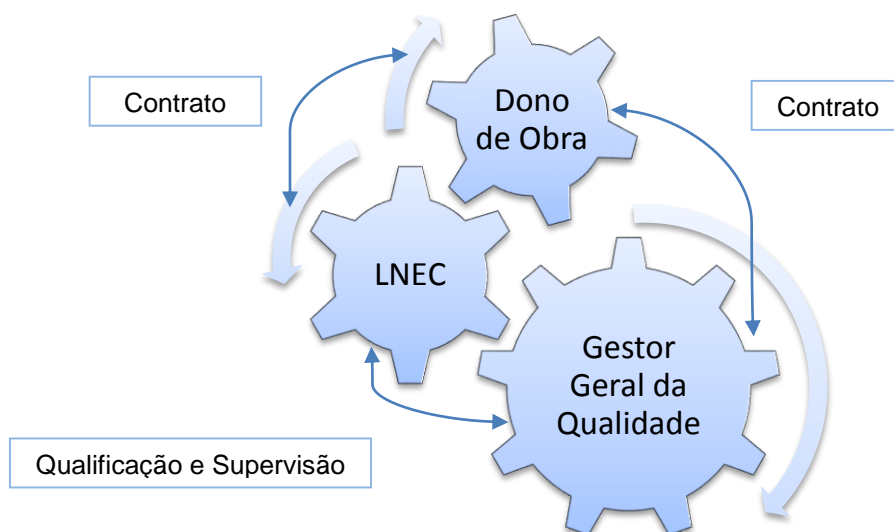 Contrato
Dono
de Obra
Contrato
LNEC
Gestor
Geral da
Qualidade
Qualificação e Supervisão